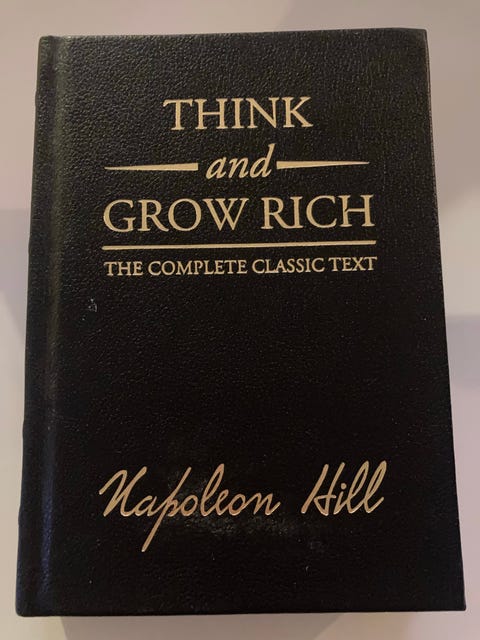 THINK
and
GROW RICH
THE COMPLETE CLASSIC TEXT
Napoleon Hill